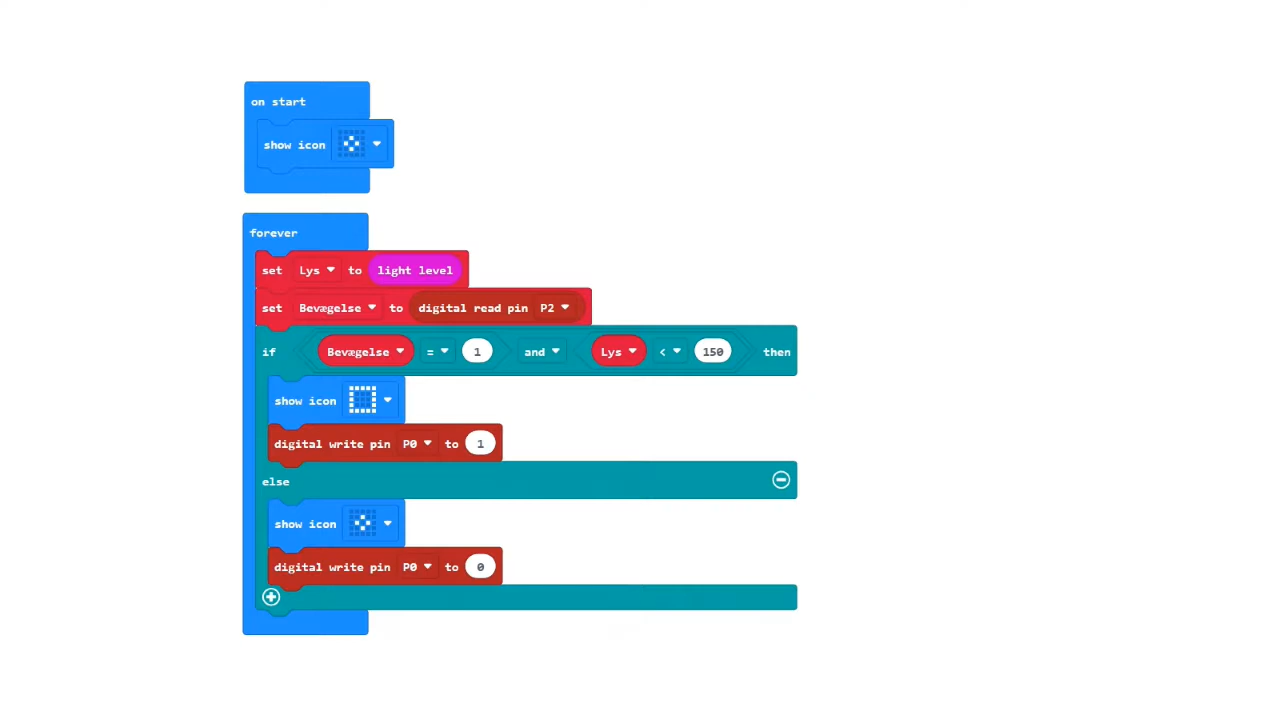 on start
show icon
forever
set Lys to light level
set Bevægelse to digital read pin P2
if Bevægelse = 1 and Lys < 150 then
show icon
digital write pin P0 to 1
else
show icon
digital write pin P0 to 0